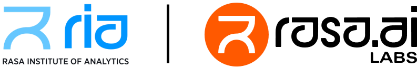 ria
RASA INSTITUTE OF ANALYTICS
rasa.ai
LABS